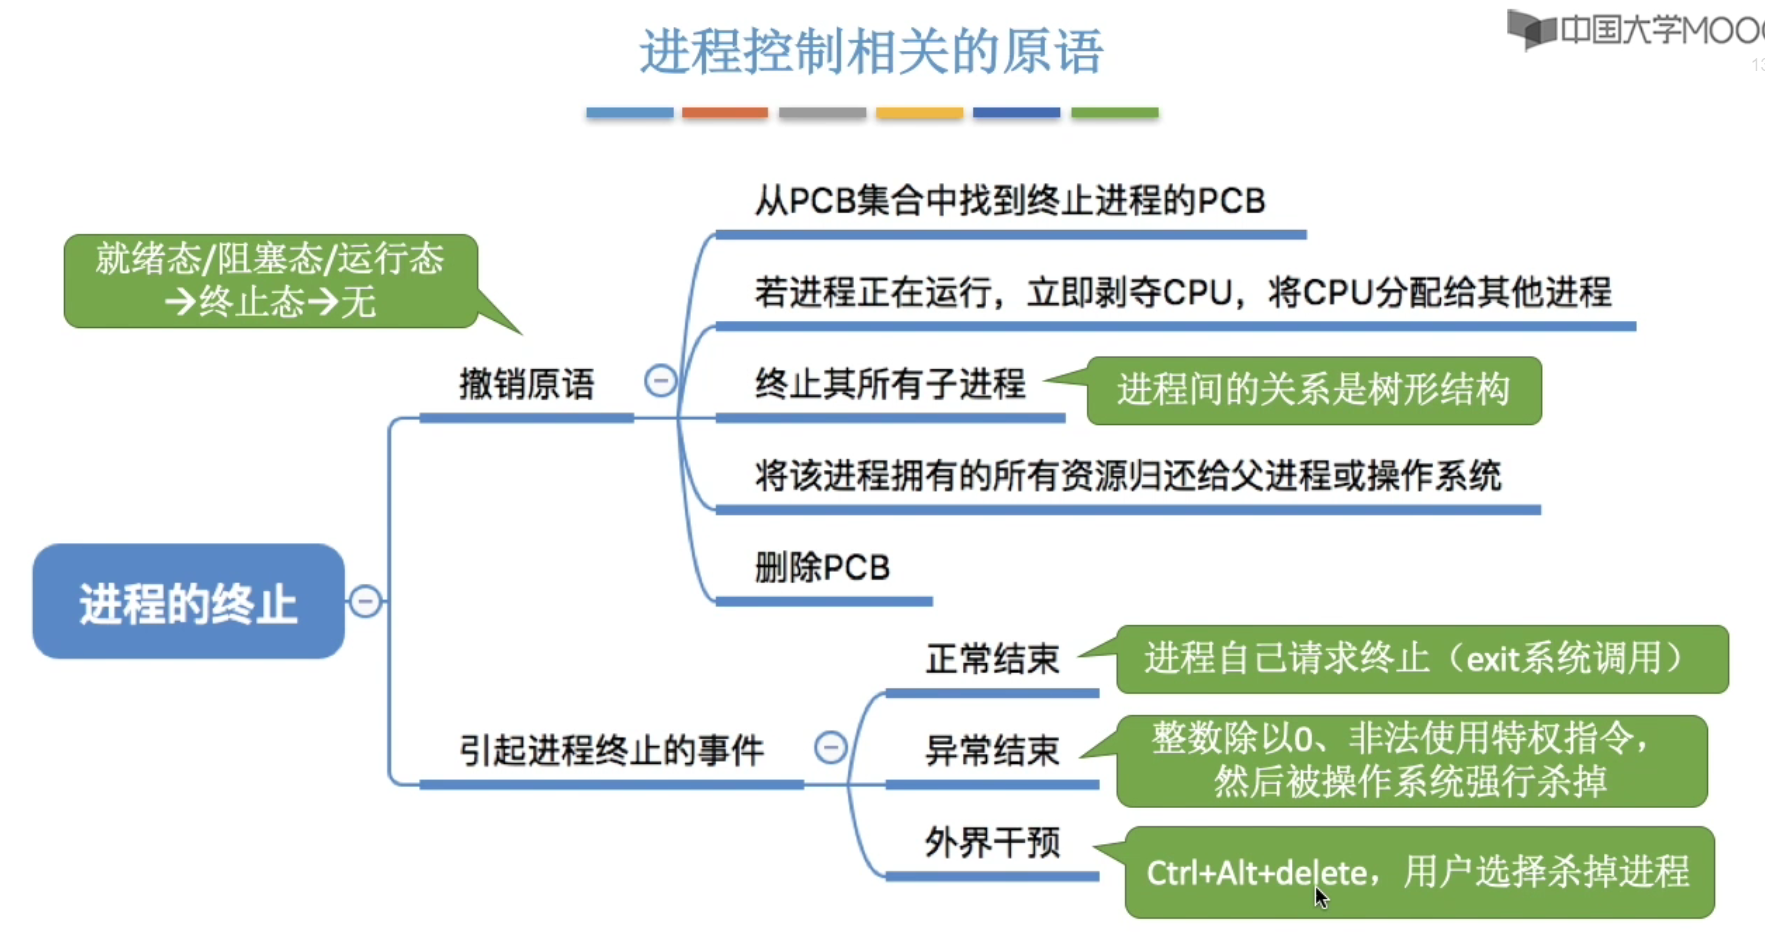 进程控制相关的原语
中国大学MOOC
13
从PCB集合中找到终止进程的PCB
就绪态/阻塞态/运行态
→终止态→无
若进程正在运行，立即剥夺CPU，将CPU分配给其他进程
撤销原语
终止其所有子进程
进程间的关系是树形结构
将该进程拥有的所有资源归还给父进程或操作系统
删除PCB
进程的终止
正常结束
进程自己请求终止（exit系统调用）
引起进程终止的事件
异常结束
整数除以0、非法使用特权指令，
然后被操作系统强行杀掉
外界干预
Ctrl+Alt+delete，用户选择杀掉进程